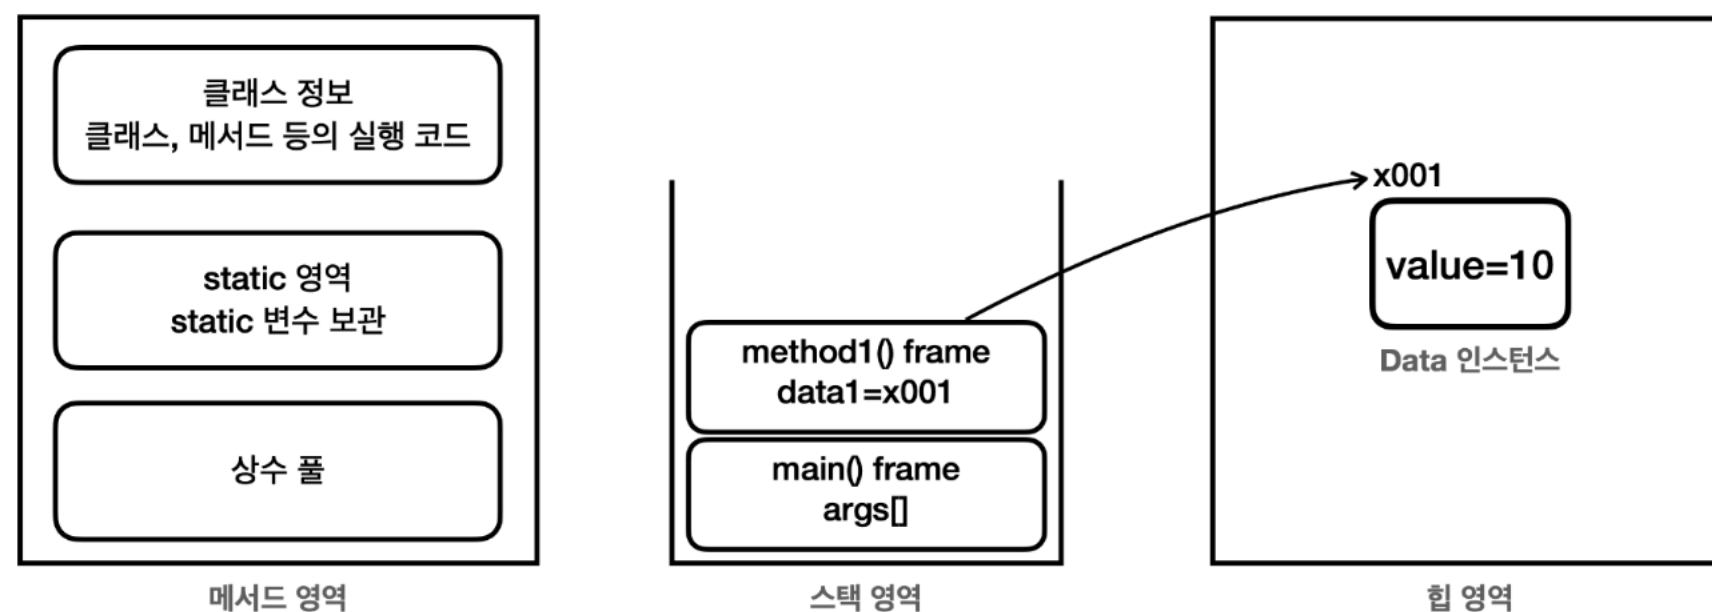 클래스 정보
클래스, 메서드 등의 실행 코드
static 영역
static 변수 보관
상수 풀
메서드 영역
method1() frame
data1=x001
main() frame
args[]
스택 영역
x001
value=10
Data 인스턴스
힙 영역